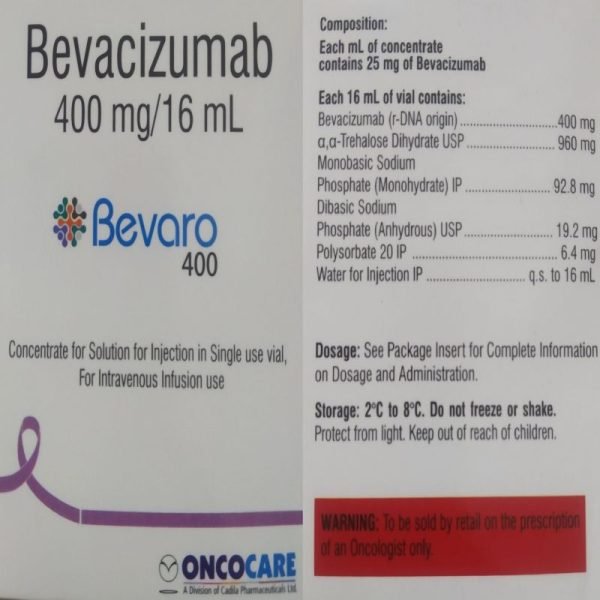 Bevacizumab
400 mg/16 mL
Bevaro
400
Concentrate for Solution for Injection in Single use vial,
For Intravenous Infusion use
ONCOCARE
A Division of Cadila Pharmaceuticals Ltd.
Composition:
Each mL of concentrate
contains 25 mg of Bevacizumab
Each 16 mL of vial contains:
Bevacizumab (r-DNA origin) ........................400 mg
α,α-Trehalose Dihydrate USP ...................... 960 mg
Monobasic Sodium
Phosphate (Monohydrate) IP ..................... 92.8 mg
Dibasic Sodium
Phosphate (Anhydrous) USP....................... 19.2 mg
Polysorbate 20 IP ....................................... 6.4 mg
Water for Injection IP .......................... q.s. to 16 mL
Dosage: See Package Insert for Complete Information
on Dosage and Administration.
Storage: 2°C to 8°C. Do not freeze or shake.
Protect from light. Keep out of reach of children.
WARNING: To be sold by retail on the prescription
of an Oncologist only.